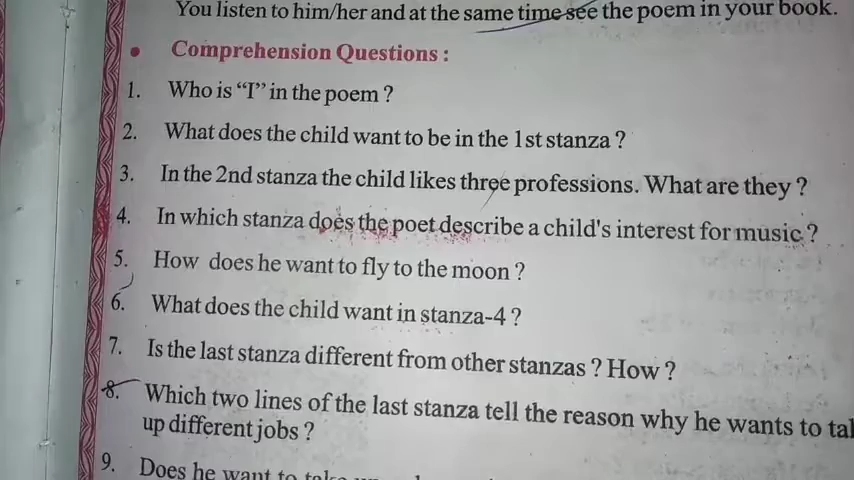 You listen to him/her and at the same time see the poem in your book.
• Comprehension Questions :
1. Who is “I” in the poem ?
2. What does the child want to be in the 1st stanza ?
3. In the 2nd stanza the child likes three professions. What are they ?
4. In which stanza does the poet describe a child's interest for music ?
5. How does he want to fly to the moon ?
6. What does the child want in stanza-4 ?
7. Is the last stanza different from other stanzas ? How ?
8. Which two lines of the last stanza tell the reason why he wants to
up different jobs ?
9. Does he want to